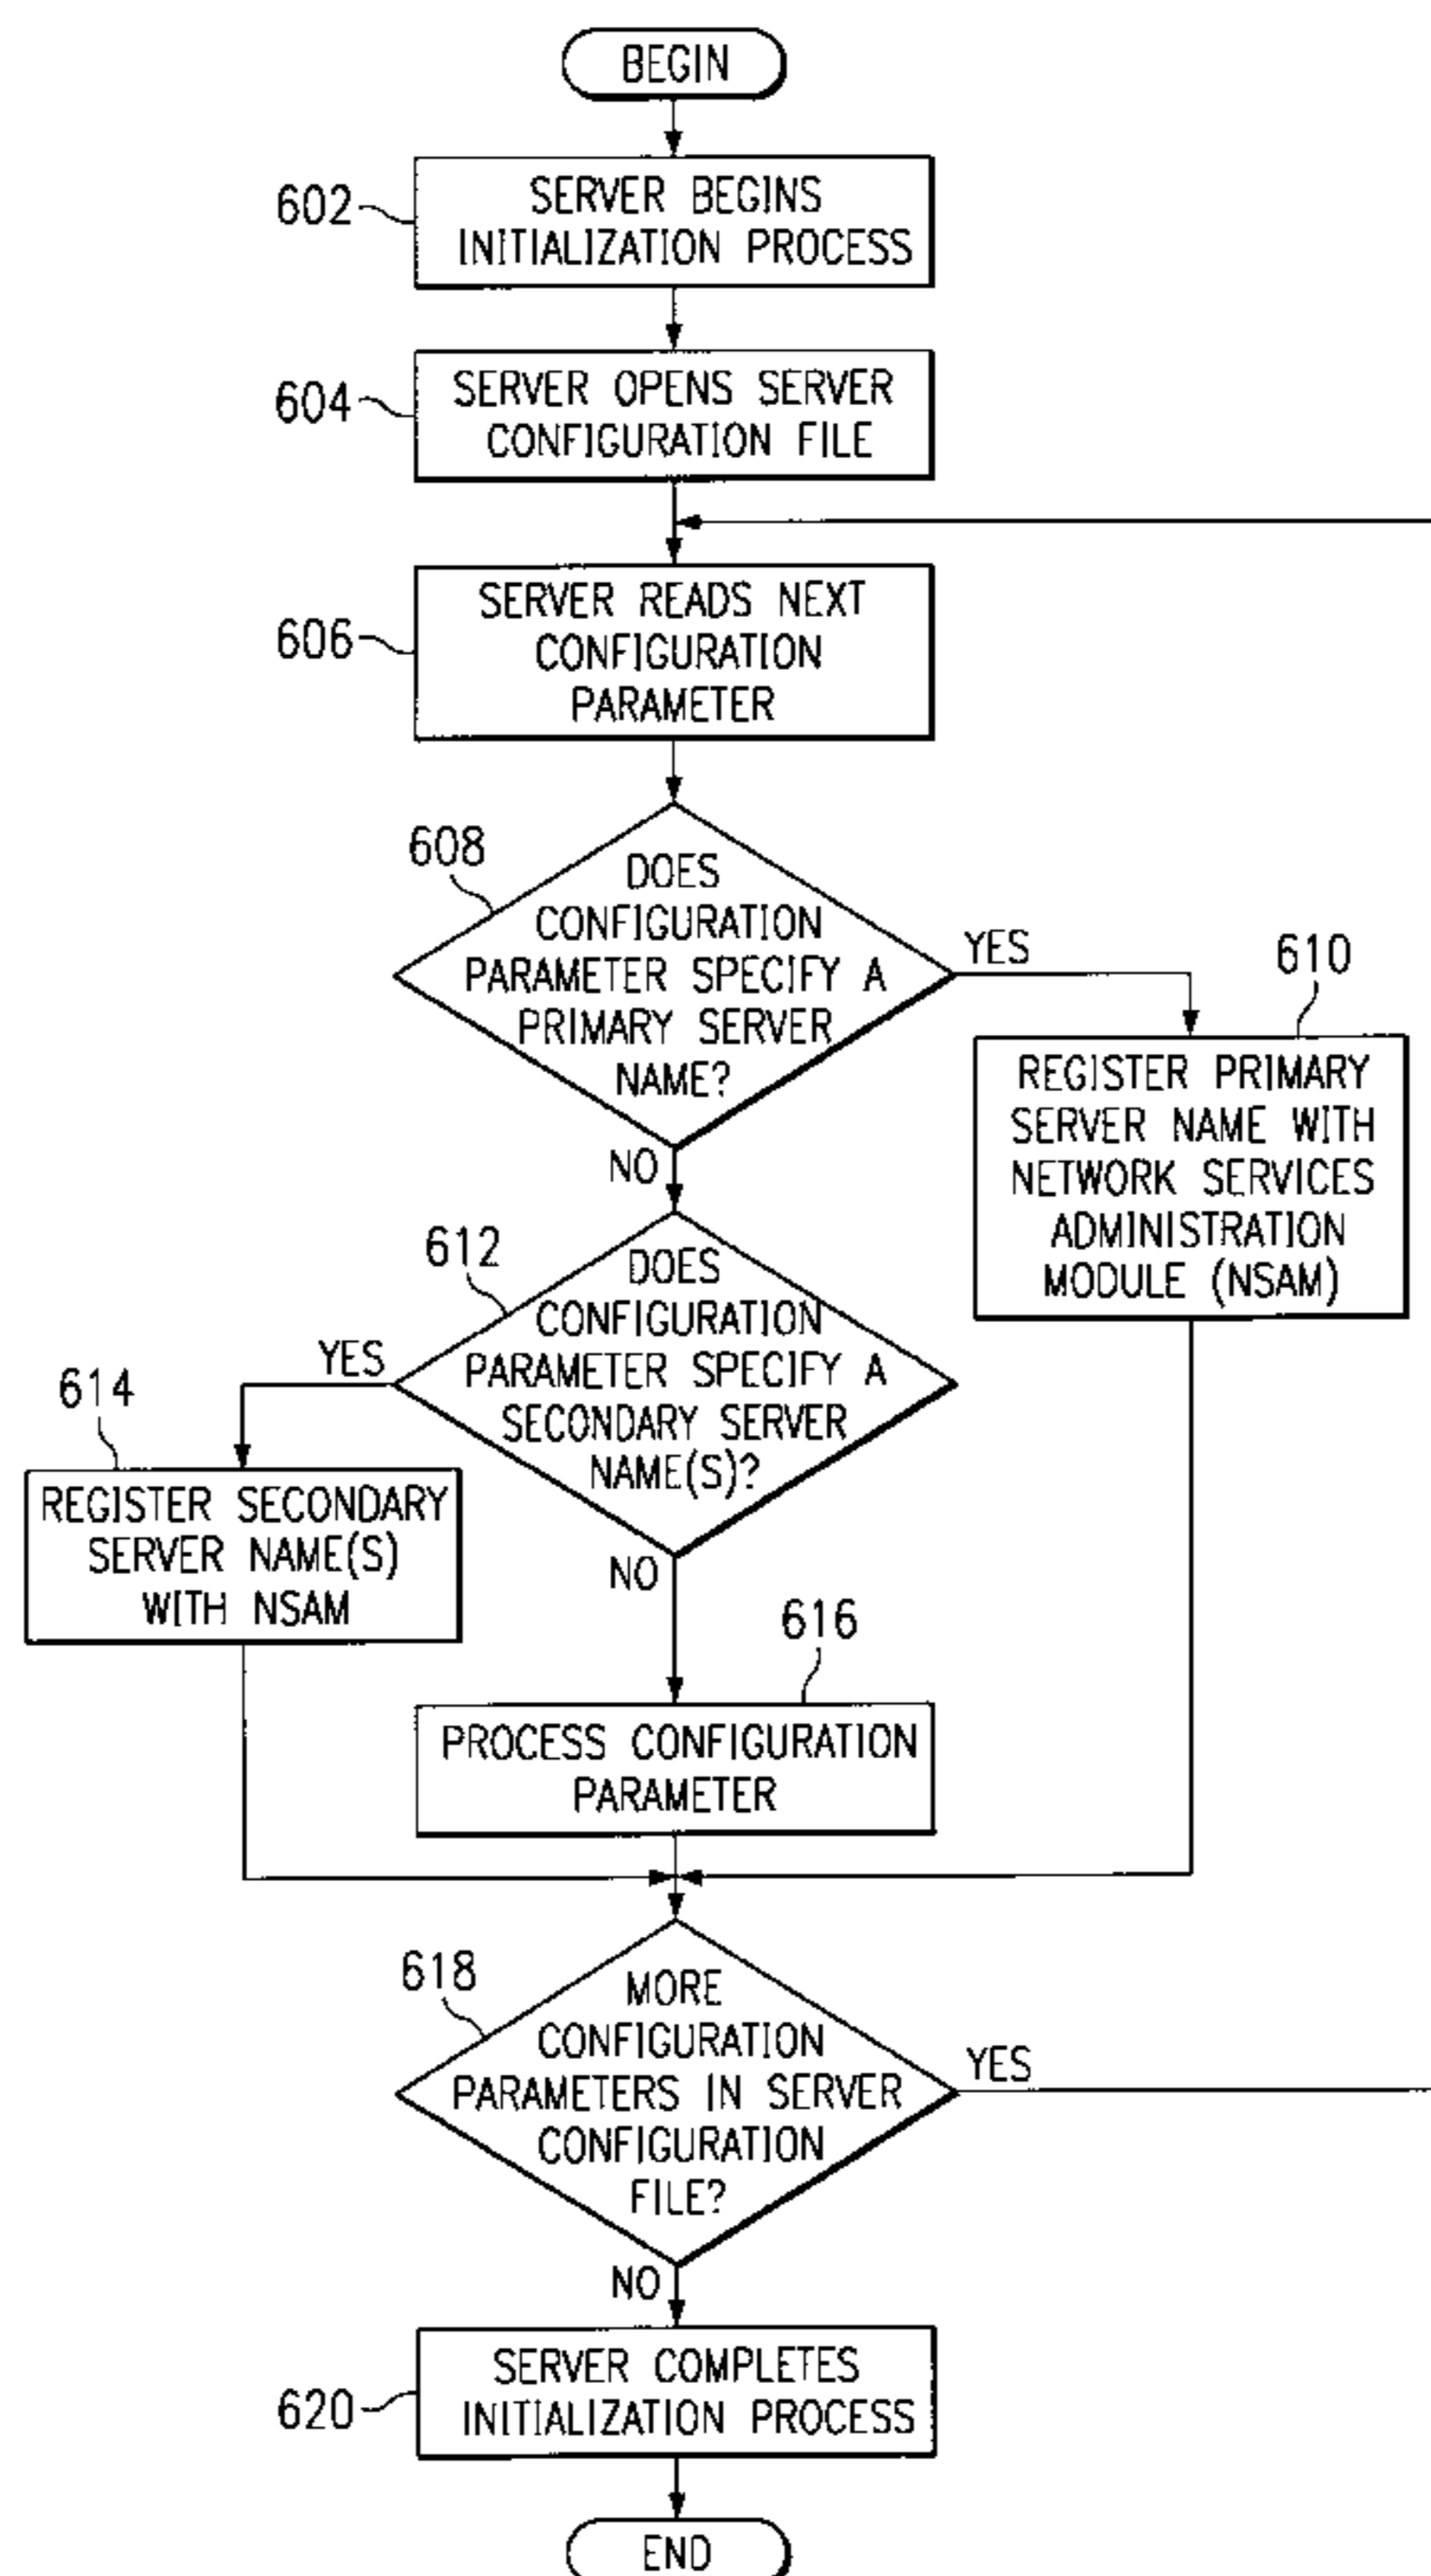 BEGIN
602
SERVER BEGINS
INITIALIZATION PROCESS
604
SERVER OPENS SERVER
CONFIGURATION FILE
606
SERVER READS NEXT
CONFIGURATION
PARAMETER
608
DOES
CONFIGURATION
PARAMETER SPECIFY A
PRIMARY SERVER
NAME?
YES
NO
610
REGISTER PRIMARY
SERVER NAME WITH
NETWORK SERVICES
ADMINISTRATION
MODULE (NSAM)
612
DOES
CONFIGURATION
PARAMETER SPECIFY A
SECONDARY SERVER
NAME(S)?
YES
NO
614
REGISTER SECONDARY
SERVER NAME(S)
WITH NSAM
616
PROCESS CONFIGURATION
PARAMETER
618
MORE
CONFIGURATION
PARAMETERS IN SERVER
CONFIGURATION
FILE?
YES
NO
620
SERVER COMPLETES
INITIALIZATION PROCESS
END